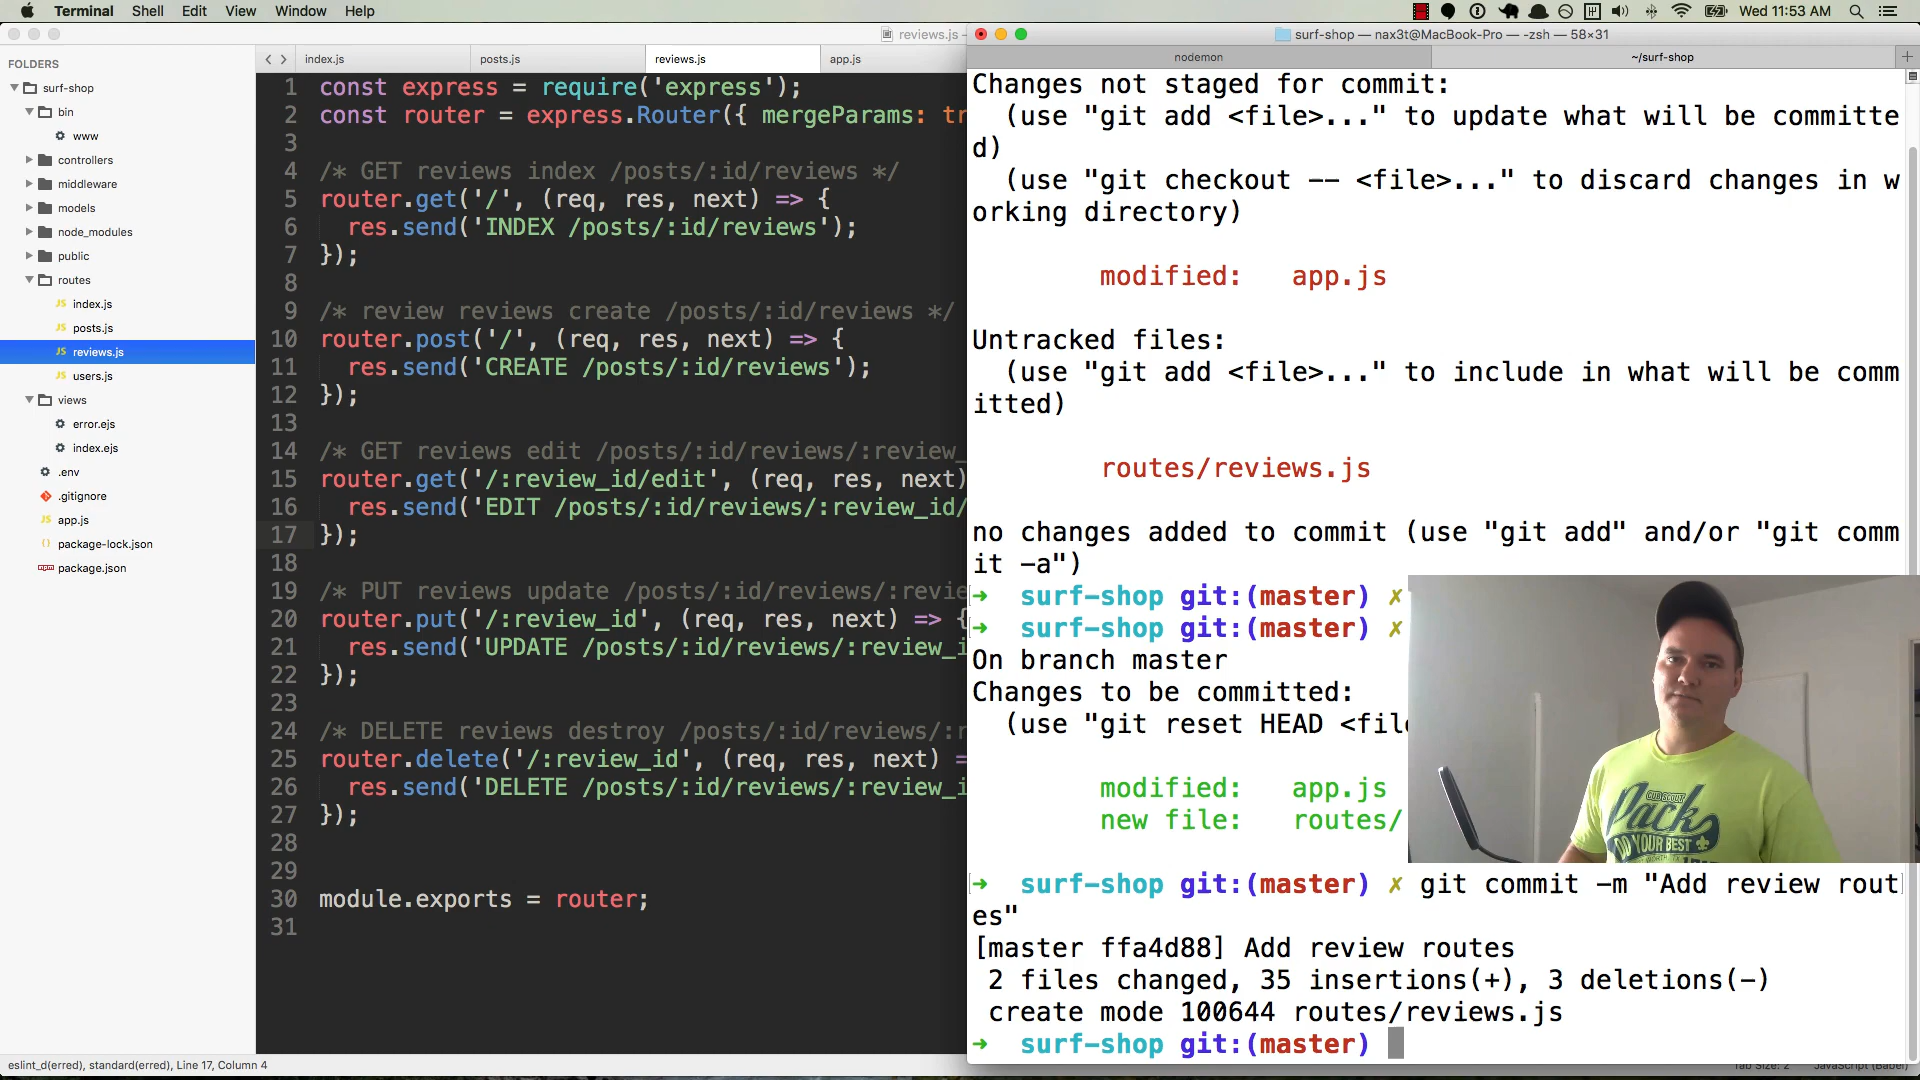 Terminal Shell Edit View Window Help
Wed 11:53 AM
reviews.js —
surf-shop — nax3t@MacBook-Pro — -zsh — 58×31
FOLDERS
surf-shop
bin
www
controllers
middleware
models
node_modules
public
routes
JS index.js
JS posts.js
JS reviews.js
JS users.js
views
error.ejs
index.ejs
.env
.gitignore
JS app.js
package-lock.json
package.json
index.js posts.js reviews.js app.js
1 const express = require('express');
2 const router = express.Router({ mergeParams: tr
3
4 /* GET reviews index /posts/:id/reviews */
5 router.get('/', (req, res, next) => {
6 res.send('INDEX /posts/:id/reviews');
7 });
8
9 /* review reviews create /posts/:id/reviews */
10 router.post('/', (req, res, next) => {
11 res.send('CREATE /posts/:id/reviews');
12 });
13
14 /* GET reviews edit /posts/:id/reviews/:review_
15 router.get('/:review_id/edit', (req, res, next)
16 res.send('EDIT /posts/:id/reviews/:review_id/
17 });
18
19 /* PUT reviews update /posts/:id/reviews/:revie
20 router.put('/:review_id', (req, res, next) => {
21 res.send('UPDATE /posts/:id/reviews/:review_i
22 });
23
24 /* DELETE reviews destroy /posts/:id/reviews/:r
25 router.delete('/:review_id', (req, res, next) =
26 res.send('DELETE /posts/:id/reviews/:review_i
27 });
28
29
30 module.exports = router;
31
eslint_d(erred), standard(erred), Line 17, Column 4
nodemon ~/surf-shop
Changes not staged for commit:
(use "git add <file>..." to update what will be committe
d)
(use "git checkout -- <file>..." to discard changes in w
orking directory)
modified: app.js
Untracked files:
(use "git add <file>..." to include in what will be comm
itted)
routes/reviews.js
no changes added to commit (use "git add" and/or "git comm
it -a")
➜ surf-shop git:(master) ✗
➜ surf-shop git:(master) ✗
On branch master
Changes to be committed:
(use "git reset HEAD <file
modified: app.js
new file: routes/
CUB SCOUT
Pack
DO YOUR BEST
➜ surf-shop git:(master) ✗ git commit -m "Add review rout
es"
[master ffa4d88] Add review routes
2 files changed, 35 insertions(+), 3 deletions(-)
create mode 100644 routes/reviews.js
➜ surf-shop git:(master)
Tab Size: 2 JavaScript (Babel)